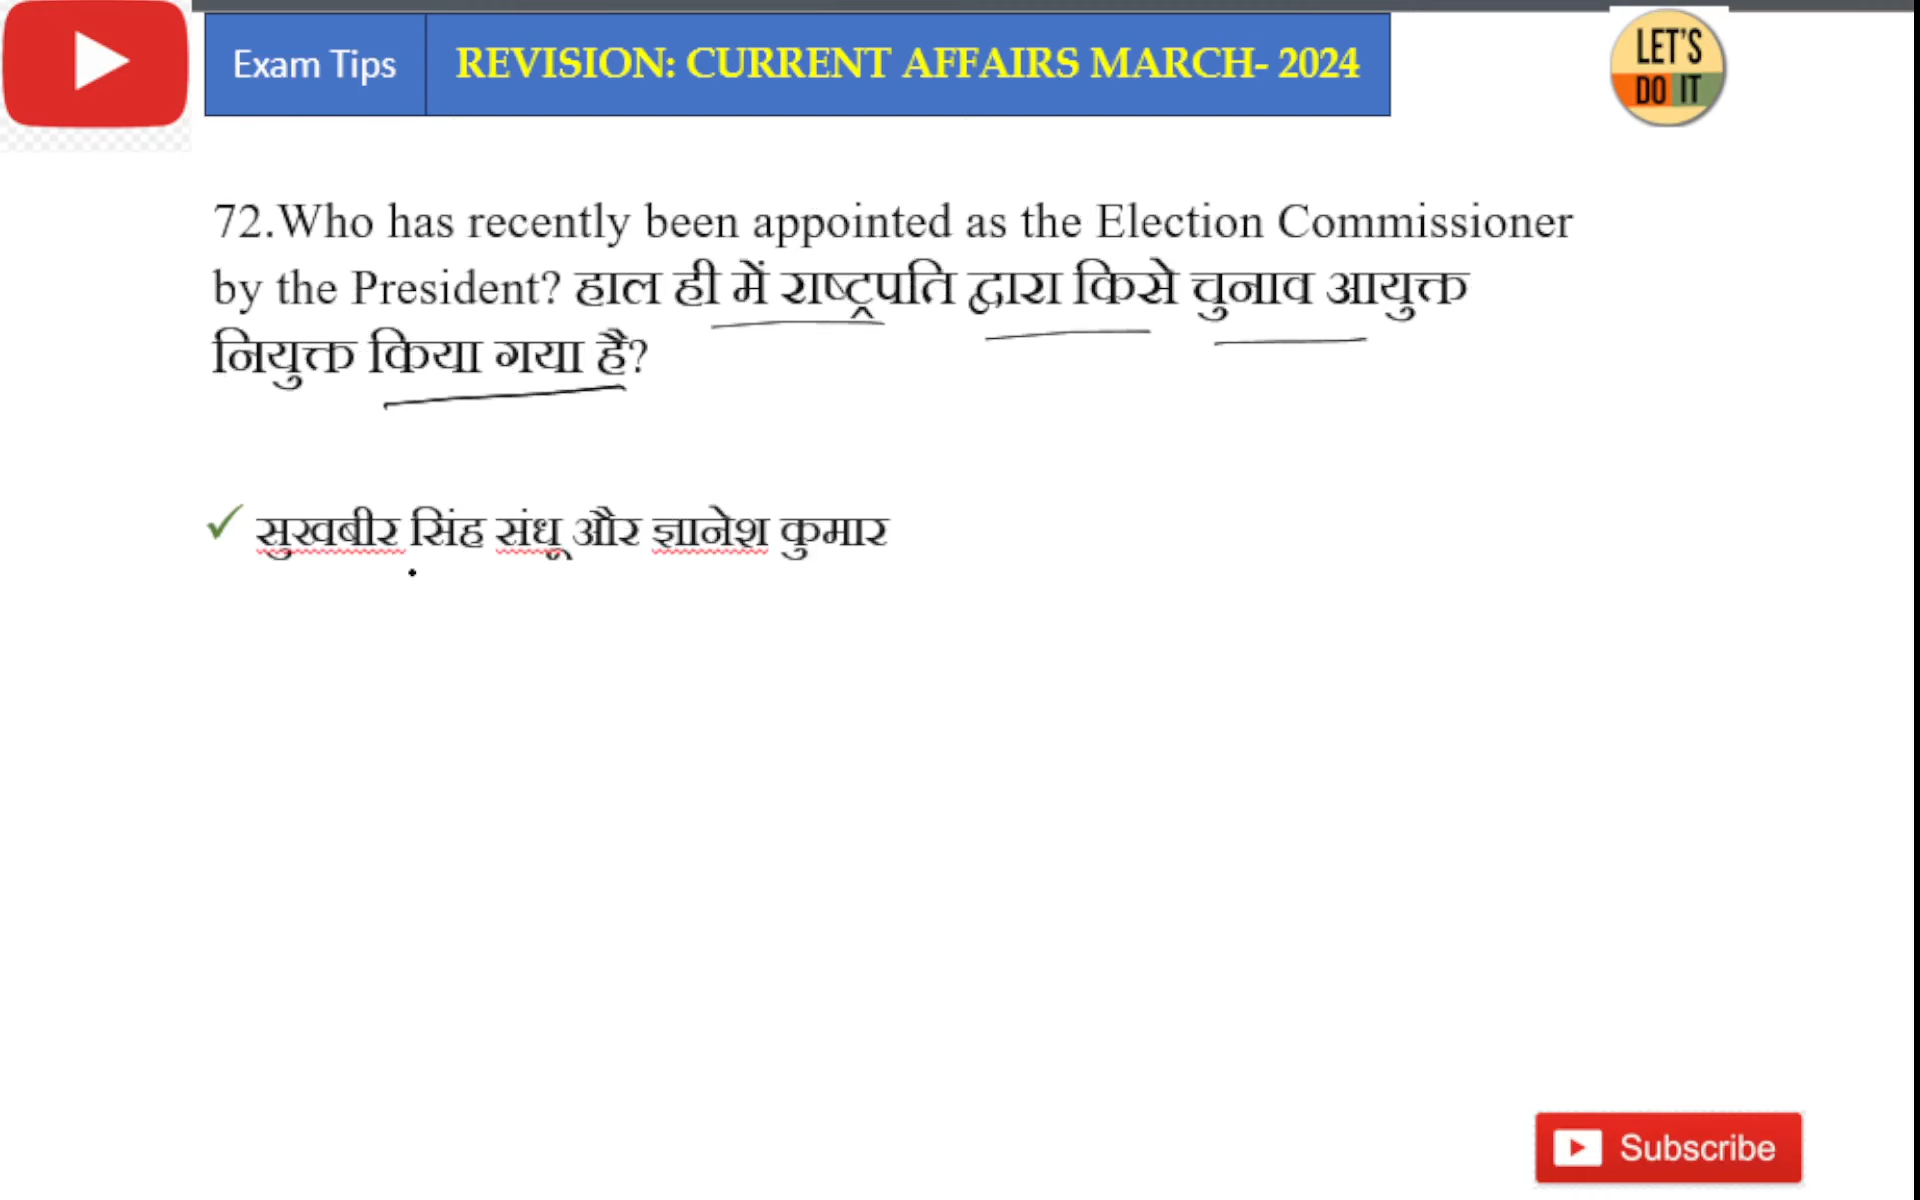 Exam Tips
REVISION: CURRENT AFFAIRS MARCH- 2024
LET'S
DO IT
72.Who has recently been appointed as the Election Commissioner
by the President? हाल ही में राष्ट्रपति द्वारा किसे चुनाव आयुक्त
नियुक्त किया गया है?
✓ सुखबीर सिंह संधू और ज्ञानेश कुमार
Subscribe